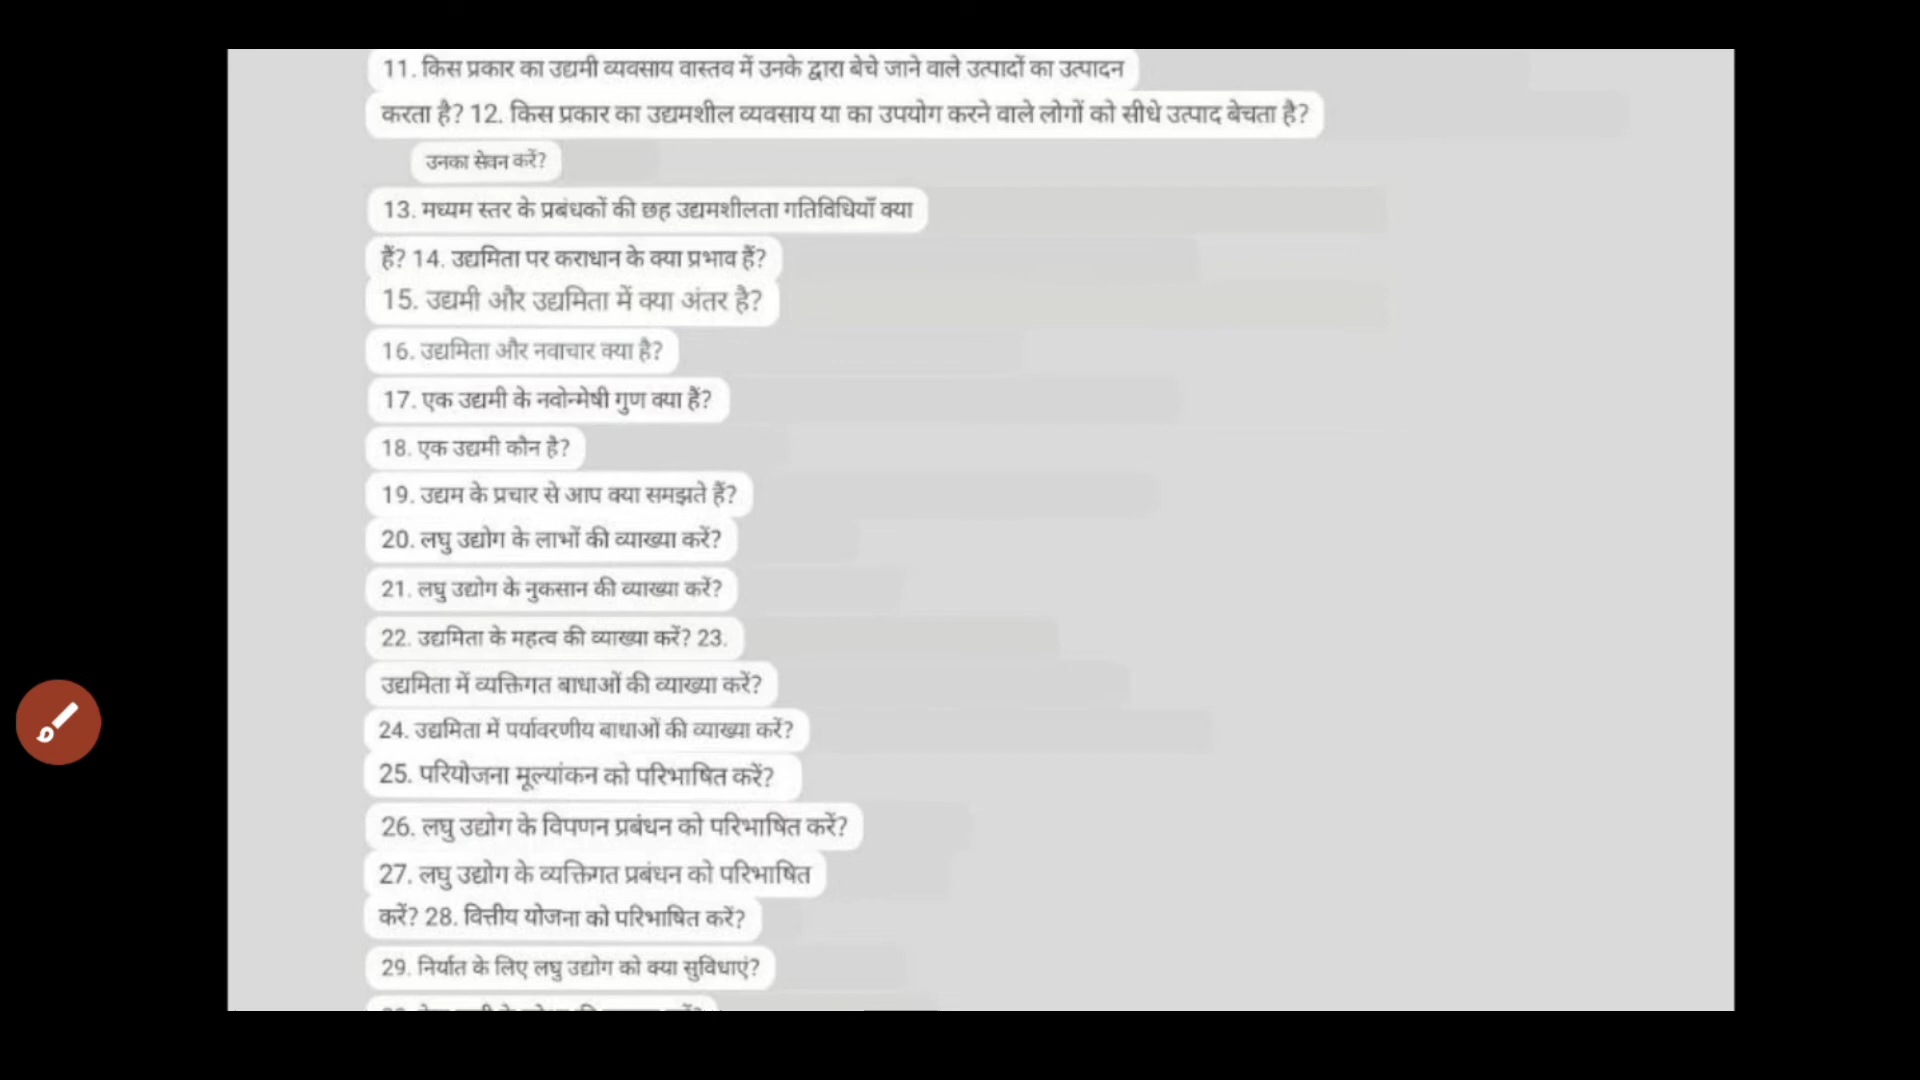 11. किस प्रकार का उद्यमी व्यवसाय वास्तव में उनके द्वारा बेचे जाने वाले उत्पादों का उत्पादन
करता है? 12. किस प्रकार का उद्यमशील व्यवसाय या का उपयोग करने वाले लोगों को सीधे उत्पाद बेचता है?
उनका सेवन करें?
13. मध्यम स्तर के प्रबंधकों की छह उद्यमशीलता गतिविधियाँ क्या
हैं? 14. उद्यमिता पर कराधान के क्या प्रभाव हैं?
15. उद्यमी और उद्यमिता में क्या अंतर है?
16. उद्यमिता और नवाचार क्या है?
17. एक उद्यमी के नवोन्मेषी गुण क्या हैं?
18. एक उद्यमी कौन है?
19. उद्यम के प्रचार से आप क्या समझते हैं?
20. लघु उद्योग के लाभों की व्याख्या करें?
21. लघु उद्योग के नुकसान की व्याख्या करें?
22. उद्यमिता के महत्व की व्याख्या करें? 23.
उद्यमिता में व्यक्तिगत बाधाओं की व्याख्या करें?
24. उद्यमिता में पर्यावरणीय बाधाओं की व्याख्या करें?
25. परियोजना मूल्यांकन को परिभाषित करें?
26. लघु उद्योग के विपणन प्रबंधन को परिभाषित करें?
27. लघु उद्योग के व्यक्तिगत प्रबंधन को परिभाषित
करें? 28. वित्तीय योजना को परिभाषित करें?
29. निर्यात के लिए लघु उद्योग को क्या सुविधाएं?